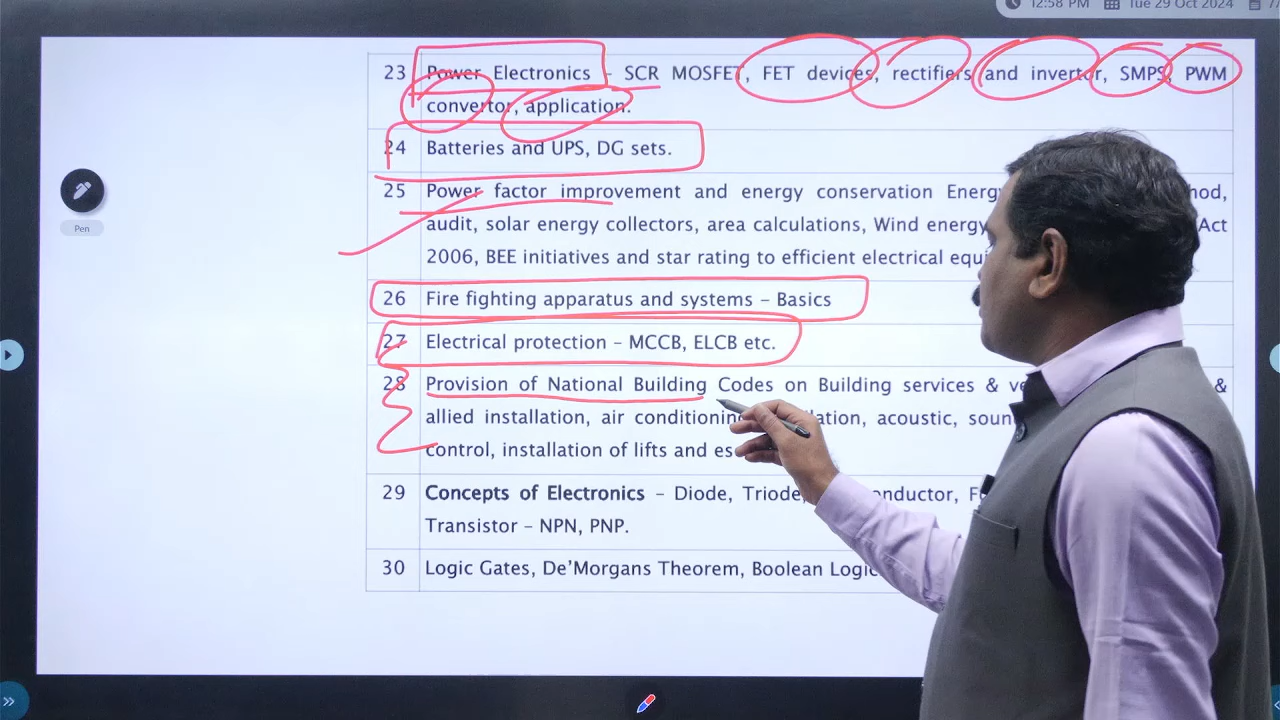 12:58 PM Tue 29 Oct 2024
23 Power Electronics – SCR MOSFET, FET devices, rectifiers and invertor, SMPS, PWM
convertor, application.
24 Batteries and UPS, DG sets.
25 Power factor improvement and energy conservation
audit, solar energy collectors, area calculations, Wind energy Act
2006, BEE initiatives and star rating to efficient electrical
26 Fire fighting apparatus and systems – Basics
Pen
27 Electrical protection – MCCB, ELCB etc.
28 Provision of National Building Codes on Building services & &
allied installation, air acoustic,
control, installation of lifts and
29 Concepts of Electronics – Diode, Triode,
Transistor – NPN, PNP.
30 Logic Gates, De’Morgans Theorem, Boolean